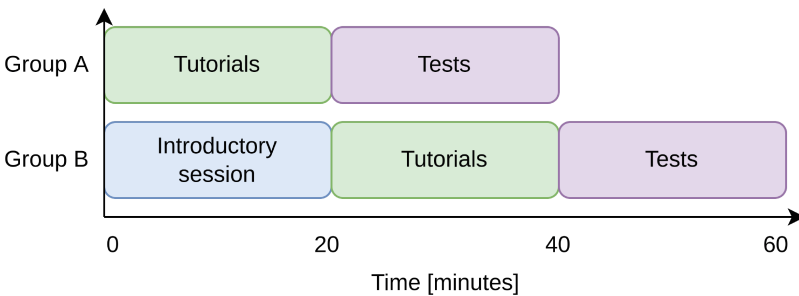 Group A
Tutorials
Tests
Group B
Introductory
session
Tutorials
Tests
0
20
40
60
Time [minutes]